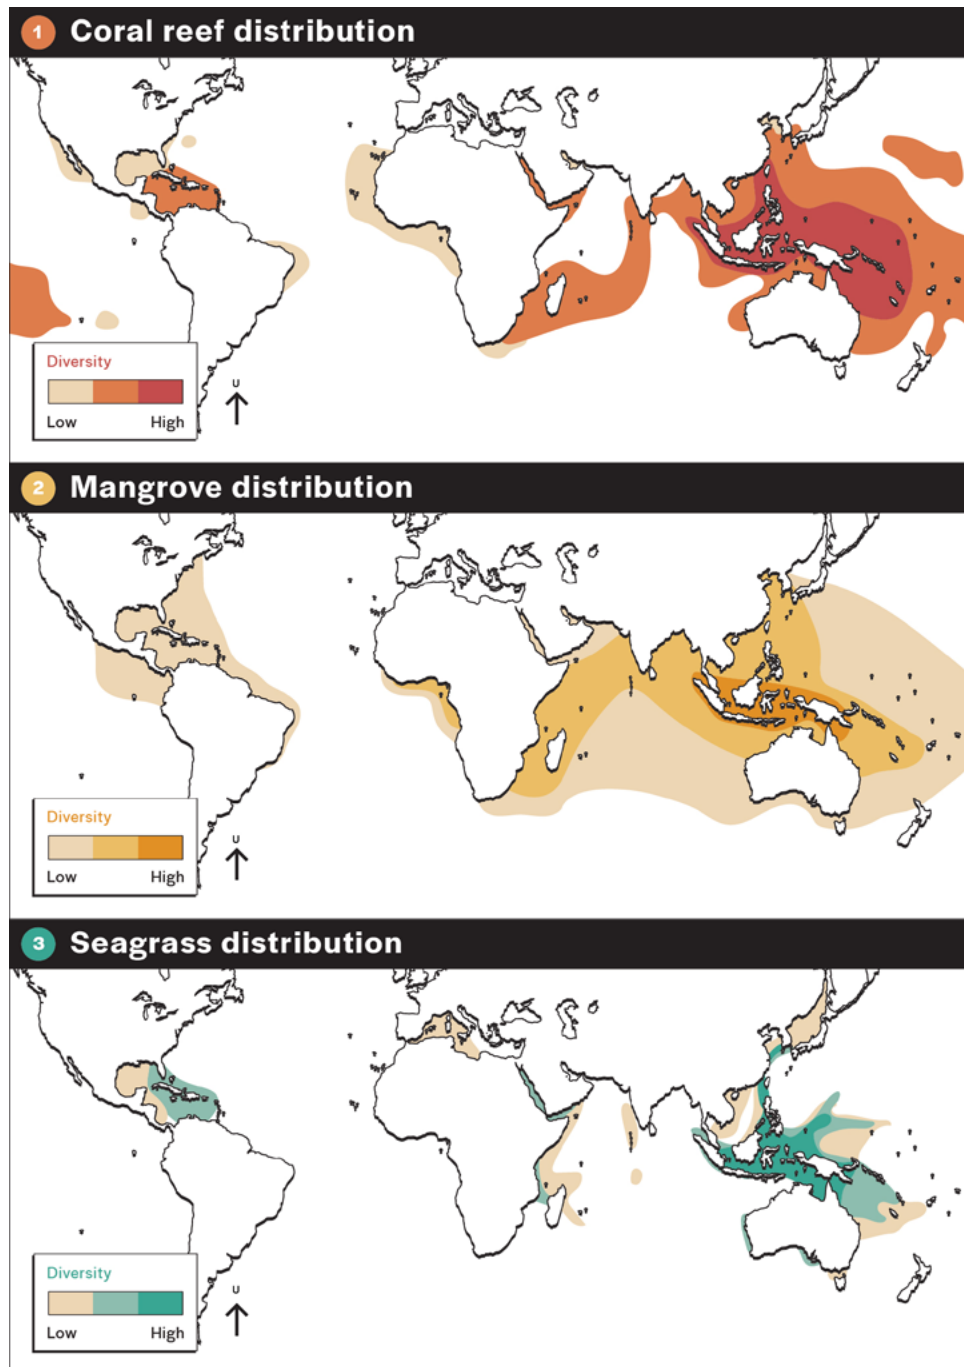 1 Coral reef distribution
Diversity
Low High
U
2 Mangrove distribution
Diversity
Low High
U
3 Seagrass distribution
Diversity
Low High
U